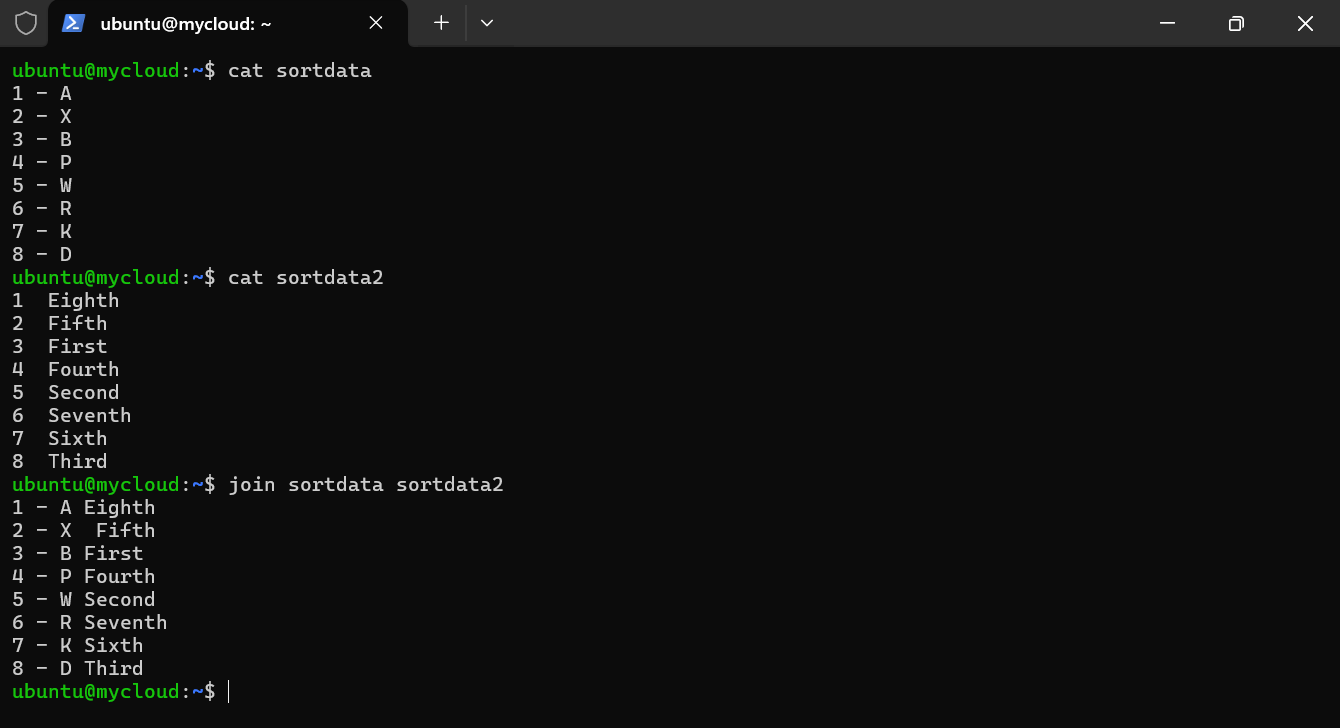 ubuntu@mycloud: ~
ubuntu@mycloud:~$ cat sortdata
1 - A
2 - X
3 - B
4 - P
5 - W
6 - R
7 - K
8 - D
ubuntu@mycloud:~$ cat sortdata2
1  Eighth
2  Fifth
3  First
4  Fourth
5  Second
6  Seventh
7  Sixth
8  Third
ubuntu@mycloud:~$ join sortdata sortdata2
1 - A Eighth
2 - X  Fifth
3 - B First
4 - P Fourth
5 - W Second
6 - R Seventh
7 - K Sixth
8 - D Third
ubuntu@mycloud:~$